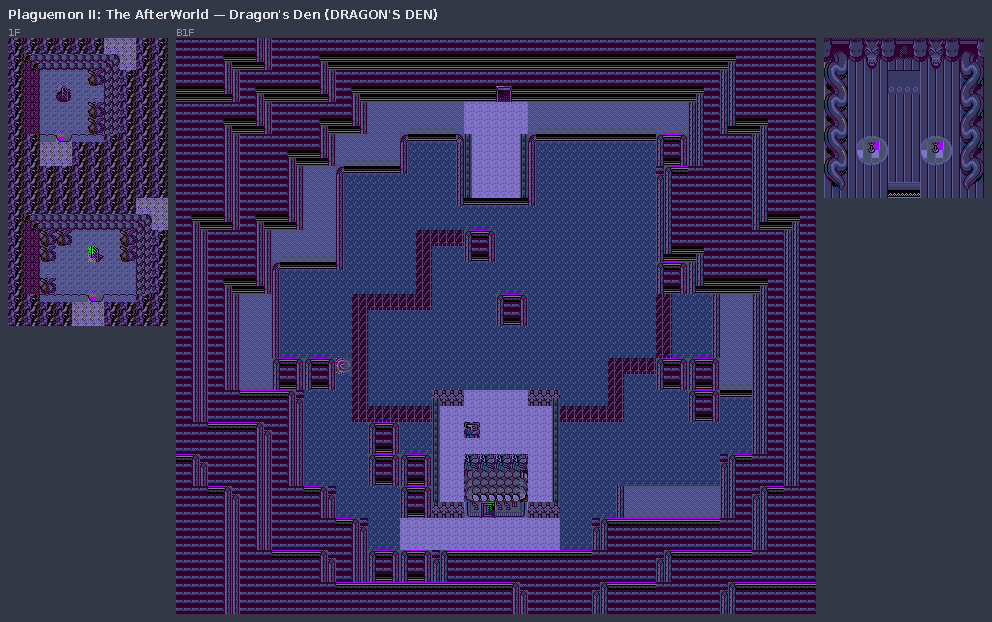 Plaguemon II: The AfterWorld — Dragon's Den {DRAGON'S DEN}
1F
B1F